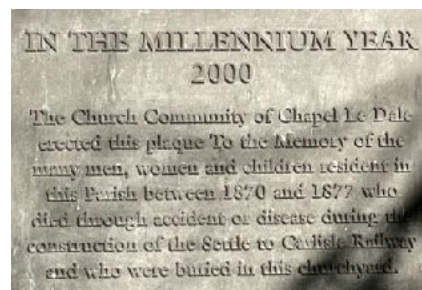 IN THE MILLENNIUM YEAR
2000
The Church Community of Chapel Le Dale
erected this plaque To the Memory of the
many men, women and children resident in
this Parish between 1870 and 1877 who
died through accident or disease during the
construction of the Settle to Carlisle Railway
and who were buried in this churchyard.